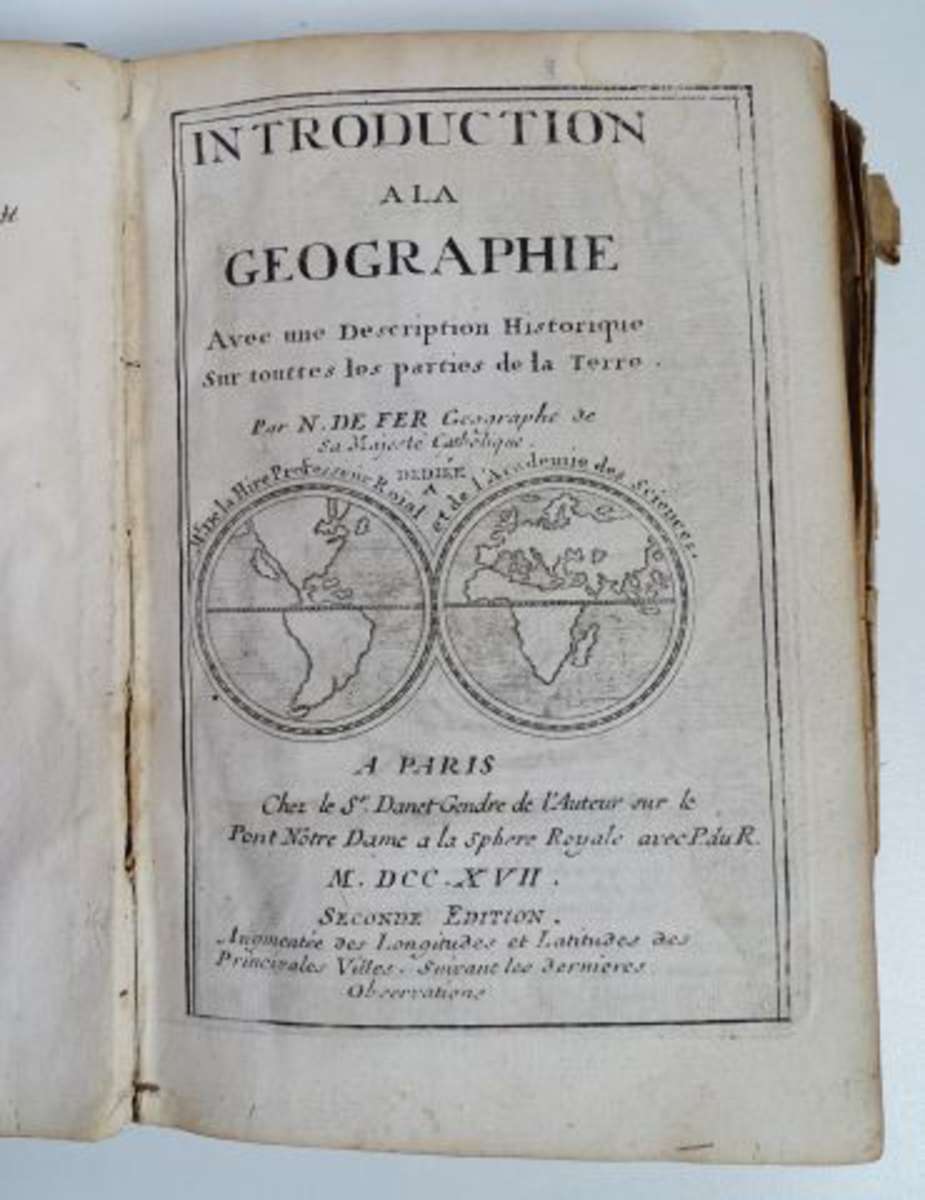 INTRODUCTION
A LA
GEOGRAPHIE
Avec une Description Historique
Sur touttes les parties de la Terre.
Par N. DE FER Geographe de
sa Majesté Catholique.
DEDIÉE
A
Mr. De la Hire Professeur Roial
et de l'Academie des Sciences.
A PARIS
Chez le Sr. Danet Gendre de l'Auteur sur le
Pont Nôtre Dame a la Sphere Royale avec P. du R.
M. DCC. XVII.
SECONDE EDITION.
Augmentée des Longitudes et Latitudes des
Principales Villes. Suivant les dernieres
Observations